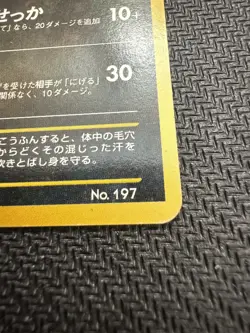 せっか 10+
て」なら、20ダメージを追加
30
を受けた相手が「にげる」
関係なく、10ダメージ。
こうふんすると、体中の毛穴
からどくその混じった汗を
吹きとばし身を守る。
No. 197